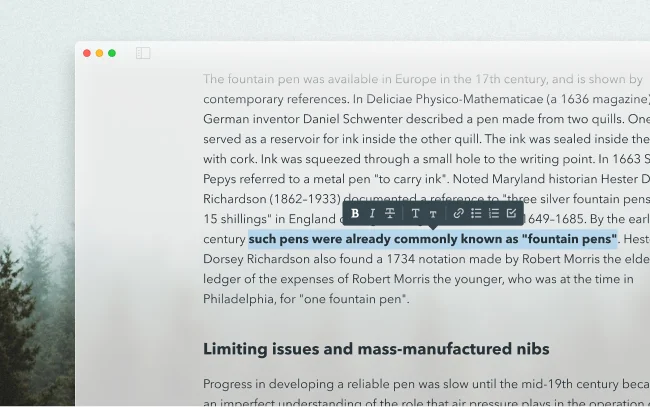 The fountain pen was available in Europe in the 17th century, and is shown by
contemporary references. In Deliciae Physico-Mathematicae (a 1636 magazine)
German inventor Daniel Schwenter described a pen made from two quills. One
served as a reservoir for ink inside the other quill. The ink was sealed inside the
with cork. Ink was squeezed through a small hole to the writing point. In 1663 S
Pepys referred to a metal pen "to carry ink". Noted Maryland historian Hester D
Richardson (1862–1933) documented a reference to "three silver fountain pens
B I T T T
15 shillings" in England 1649–1685. By the earl
century such pens were already commonly known as "fountain pens". Hest
Dorsey Richardson also found a 1734 notation made by Robert Morris the elde
ledger of the expenses of Robert Morris the younger, who was at the time in
Philadelphia, for "one fountain pen".
Limiting issues and mass-manufactured nibs
Progress in developing a reliable pen was slow until the mid-19th century beca
an imperfect understanding of the role that air pressure plays in the operation